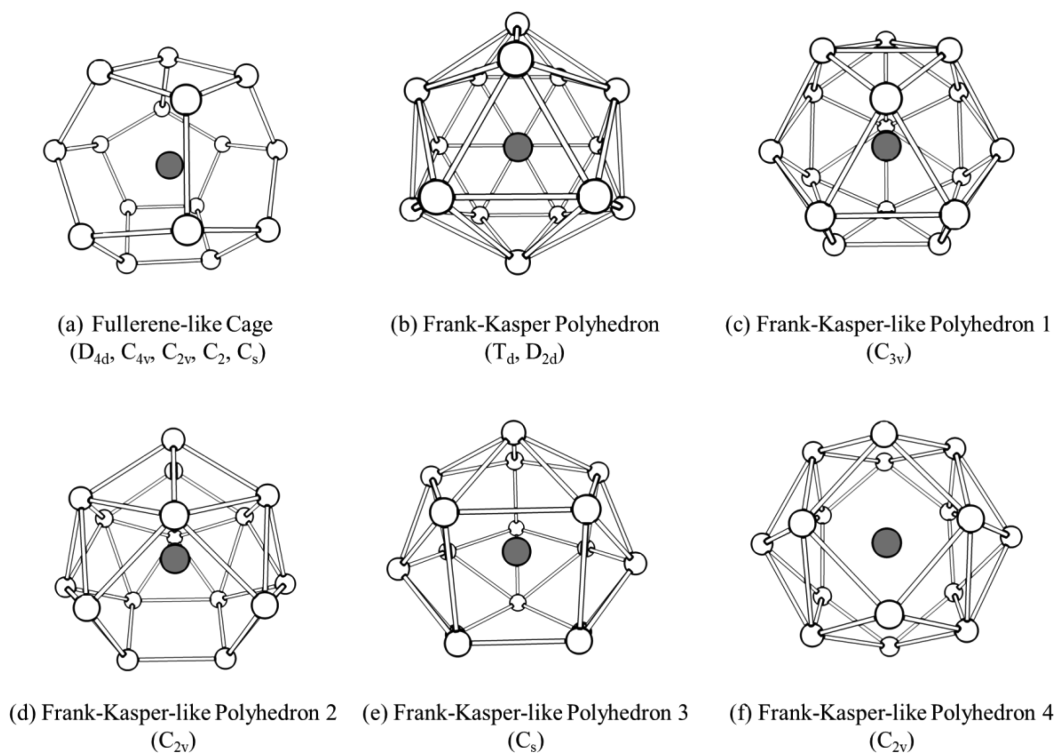 (a) Fullerene-like Cage
(D4d, C4v, C2v, C2, Cs)
(b) Frank-Kasper Polyhedron
(Td, D2d)
(c) Frank-Kasper-like Polyhedron 1
(C3v)
(d) Frank-Kasper-like Polyhedron 2
(C2v)
(e) Frank-Kasper-like Polyhedron 3
(Cs)
(f) Frank-Kasper-like Polyhedron 4
(C2v)